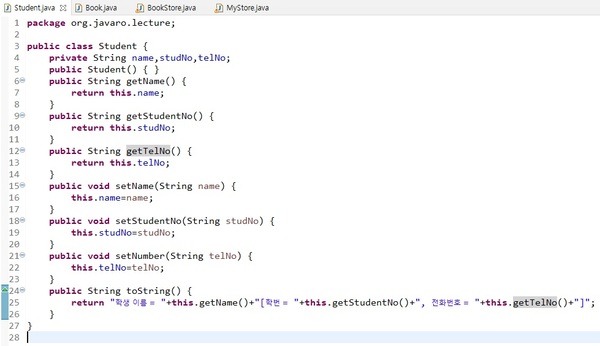 Student.java Book.java BookStore.java MyStore.java
1 package org.javaro.lecture;
2
3 public class Student {
4     private String name,studNo,telNo;
5     public Student() { }
6     public String getName() {
7         return this.name;
8     }
9     public String getStudentNo() {
10         return this.studNo;
11     }
12     public String getTelNo() {
13         return this.telNo;
14     }
15     public void setName(String name) {
16         this.name=name;
17     }
18     public void setStudentNo(String studNo) {
19         this.studNo=studNo;
20     }
21     public void setNumber(String telNo) {
22         this.telNo=telNo;
23     }
24     public String toString() {
25         return "학생 이름 = "+this.getName()+"[학번 = "+this.getStudentNo()+", 전화번호 = "+this.getTelNo()+"]";
26     }
27 }
28